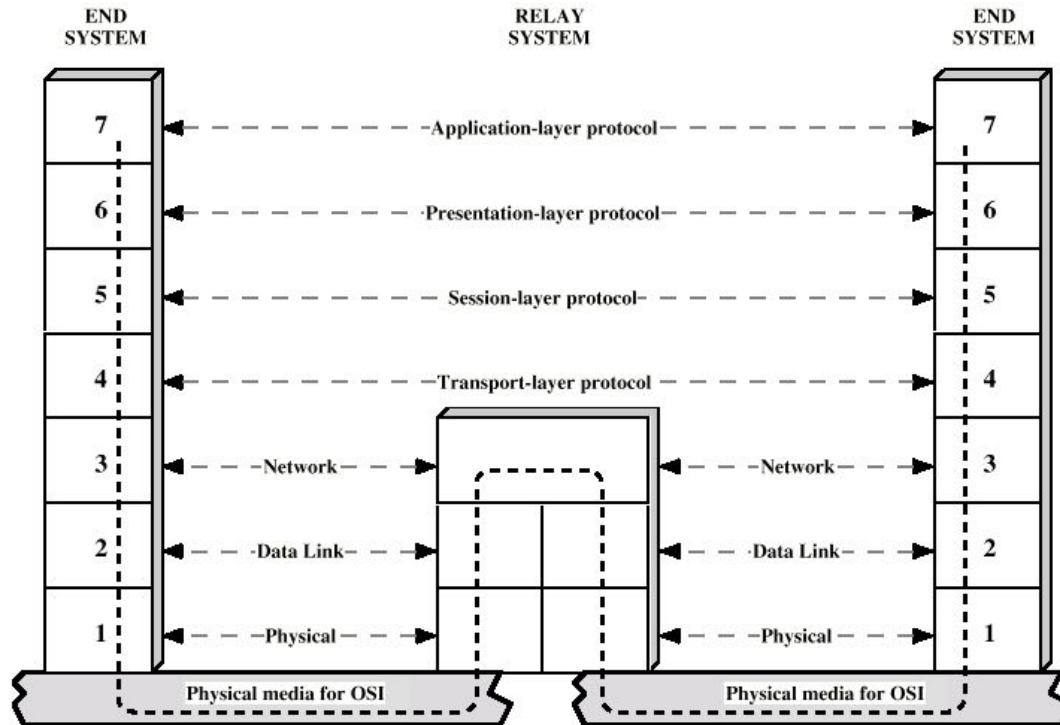 END
SYSTEM
RELAY
SYSTEM
END
SYSTEM
7
Application-layer protocol
7
6
Presentation-layer protocol
6
5
Session-layer protocol
5
4
Transport-layer protocol
4
3
Network
Network
3
2
Data Link
Data Link
2
1
Physical
Physical
1
Physical media for OSI
Physical media for OSI